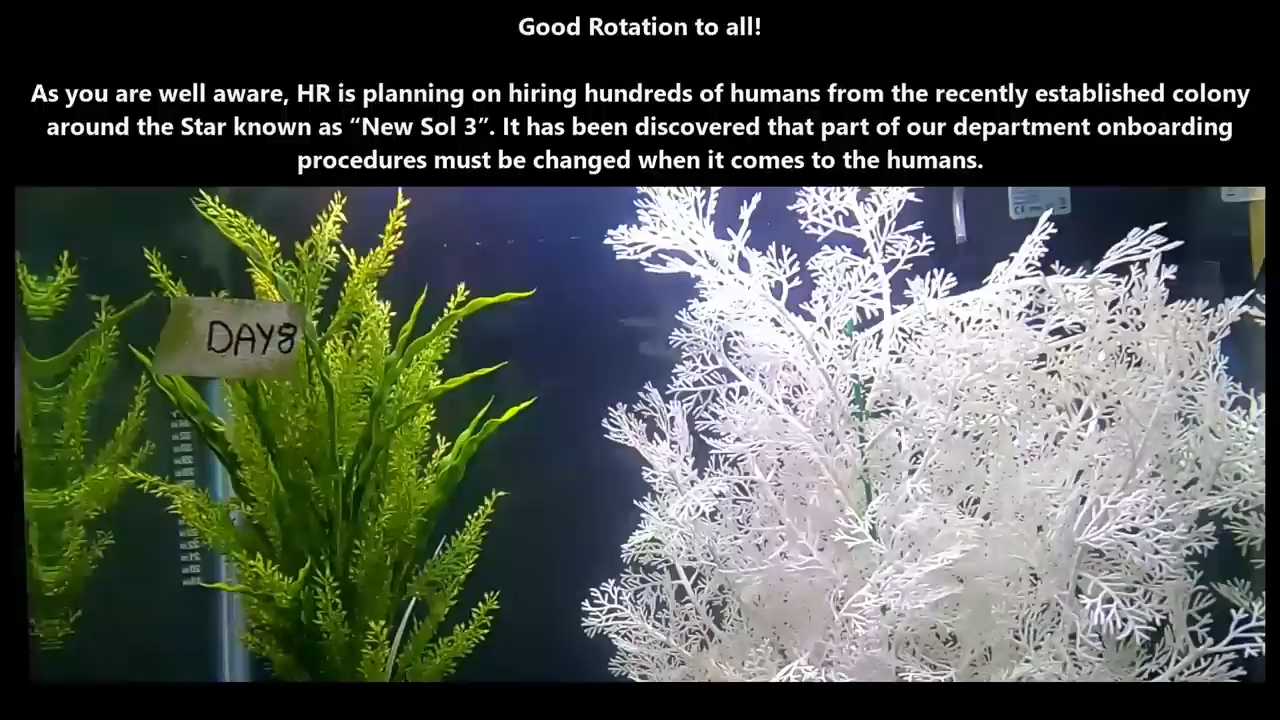 Good Rotation to all!
As you are well aware, HR is planning on hiring hundreds of humans from the recently established colony
around the Star known as “New Sol 3”. It has been discovered that part of our department onboarding
procedures must be changed when it comes to the humans.
DAY8